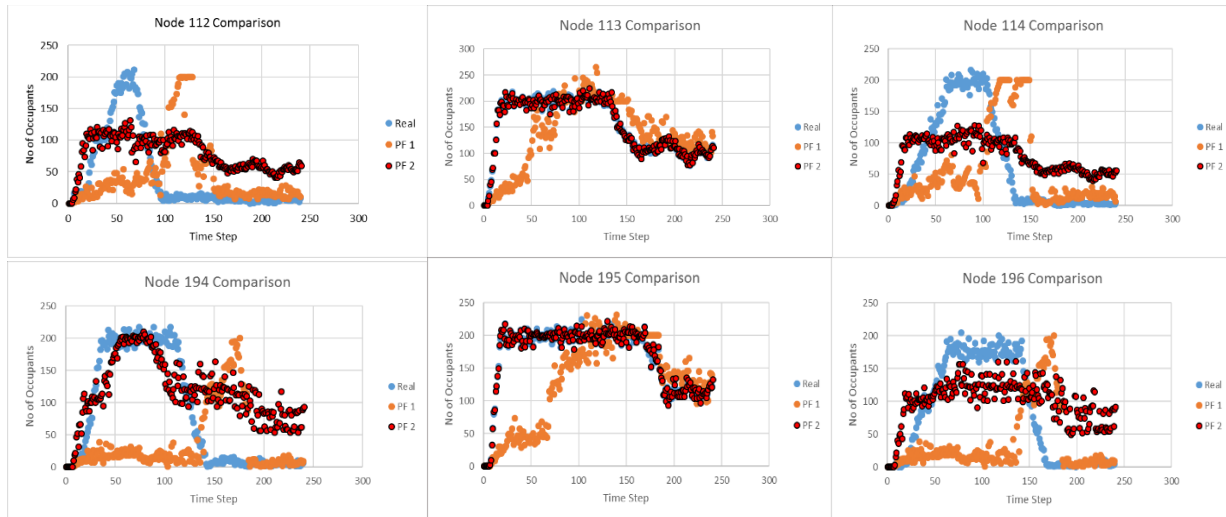 Node 112 Comparison
250
200
150
100
50
0
0 50 100 150 200 250 300
No of Occupants
Time Step
Real
PF 1
PF 2
Node 113 Comparison
300
250
200
150
100
50
0
0 50 100 150 200 250 300
No of Occupants
Time Step
Real
PF 1
PF 2
Node 114 Comparison
250
200
150
100
50
0
0 50 100 150 200 250 300
No of Occupants
Time Step
Real
PF 1
PF 2
Node 194 Comparison
250
200
150
100
50
0
0 50 100 150 200 250 300
No of Occupants
Time Step
Real
PF 1
PF 2
Node 195 Comparison
250
200
150
100
50
0
0 50 100 150 200 250 300
No of Occupants
Time Step
Real
PF 1
PF 2
Node 196 Comparison
250
200
150
100
50
0
0 50 100 150 200 250 300
No of Occupants
Time Step
Real
PF 1
PF 2